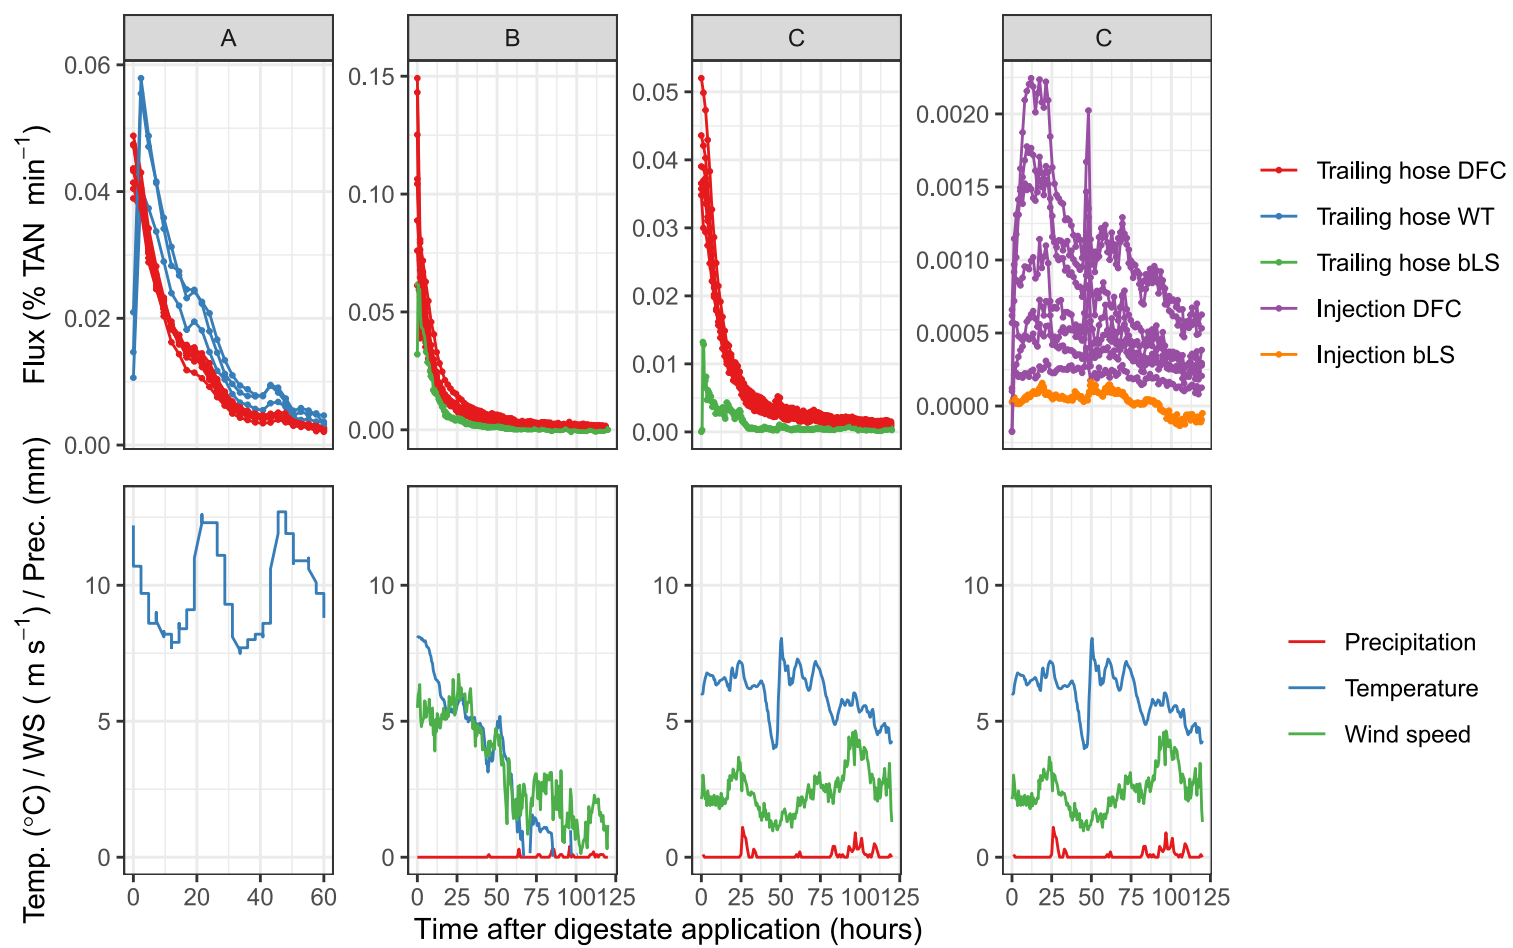 A
B
C
C
Flux (% TAN min⁻¹)
0.06
0.04
0.02
0.00
0.15
0.10
0.05
0.00
0.05
0.04
0.03
0.02
0.01
0.00
0.0020
0.0015
0.0010
0.0005
0.0000
Trailing hose DFC
Trailing hose WT
Trailing hose bLS
Injection DFC
Injection bLS
Temp. (°C) / WS ( m s⁻¹) / Prec. (mm)
10
5
0
10
5
0
10
5
0
10
5
0
Precipitation
Temperature
Wind speed
0 20 40 60
0 25 50 75 100 125
0 25 50 75 100 125
0 25 50 75 100 125
Time after digestate application (hours)